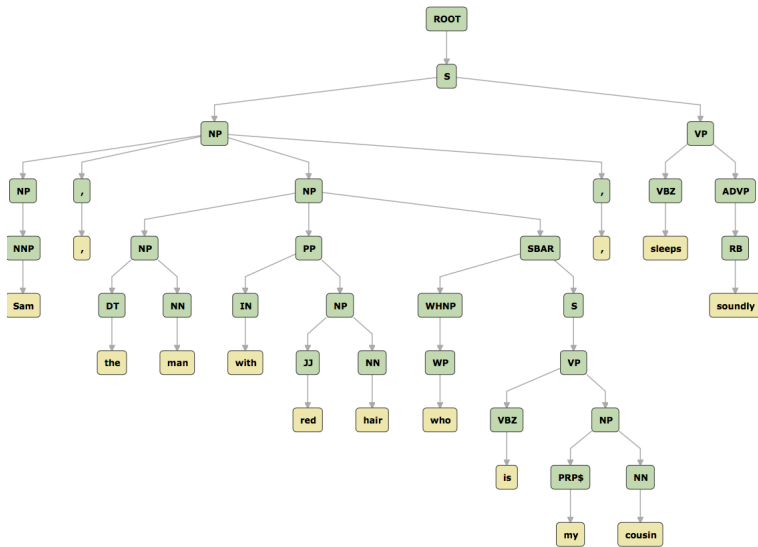 ROOT
S
NP VP
NP , NP , VBZ ADVP
NNP , NP PP SBAR , sleeps RB
Sam DT NN IN NP WHNP S soundly
the man with JJ NN WP VP
red hair who VBZ NP
is PRP$ NN
my cousin